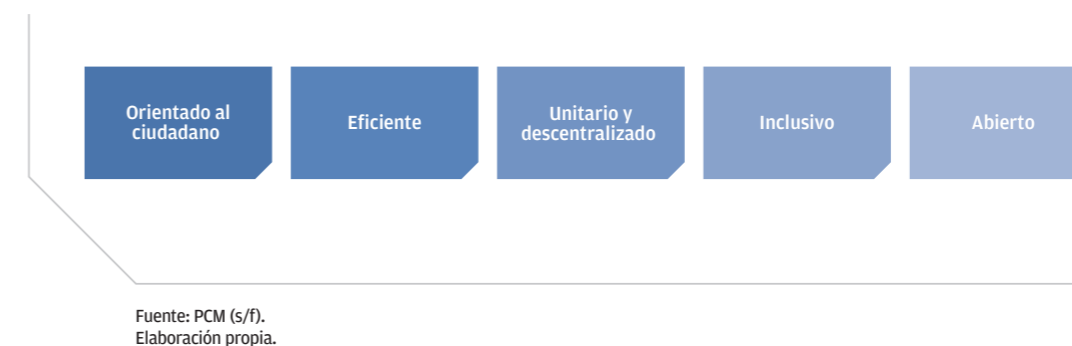 Orientado al
ciudadano
Eficiente
Unitario y
descentralizado
Inclusivo
Abierto
Fuente: PCM (s/f).
Elaboración propia.